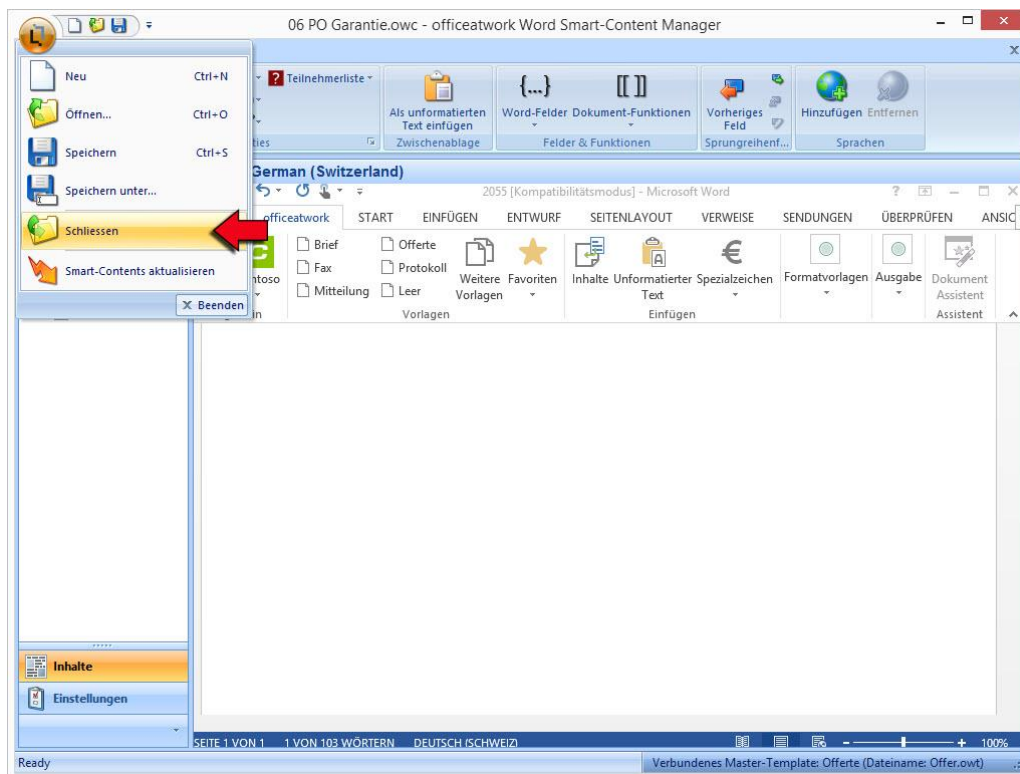 06 PO Garantie.owc - officeatwork Word Smart-Content Manager
Neu Ctrl+N
Öffnen... Ctrl+O
Speichern Ctrl+S
Speichern unter...
Schliessen
Smart-Contents aktualisieren
X Beenden
Teilnehmerliste
Als unformatierten
Text einfügen
Zwischenablage
{...}
Word-Felder
[[ ]]
Dokument-Funktionen
Felder & Funktionen
Vorheriges
Feld
Sprungreihenf...
Hinzufügen
Entfernen
Sprachen
German (Switzerland)
2055 [Kompatibilitätsmodus] - Microsoft Word
officeatwork START EINFÜGEN ENTWURF SEITENLAYOUT VERWEISE SENDUNGEN ÜBERPRÜFEN ANSIC
Brief
Fax
Mitteilung
Offerte
Protokoll
Leer
Weitere
Vorlagen
Favoriten
Vorlagen
Inhalte
Unformatierter
Text
Spezialzeichen
Einfügen
Formatvorlagen
Ausgabe
Dokument
Assistent
Assistent
Inhalte
Einstellungen
SEITE 1 VON 1 1 VON 103 WÖRTERN DEUTSCH (SCHWEIZ) 100%
Ready Verbundenes Master-Template: Offerte (Dateiname: Offer.owt)